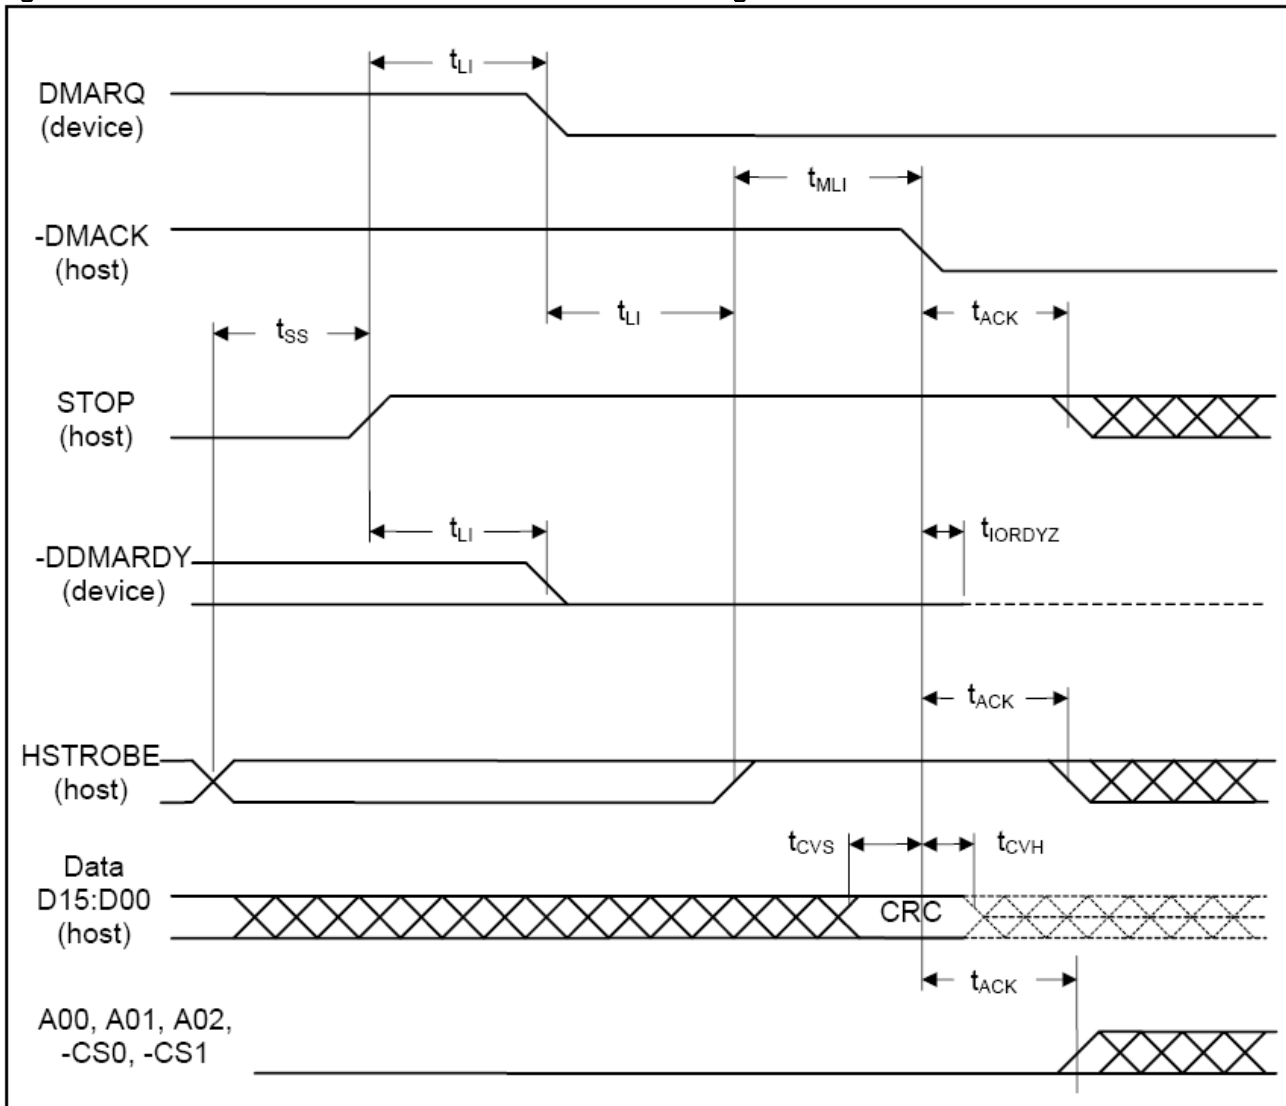 tLI
DMARQ
(device)
tMLI
-DMACK
(host)
tLI
tACK
tSS
STOP
(host)
tLI
tIORDYZ
-DDMARDY
(device)
tACK
HSTROBE
(host)
tCVS
tCVH
Data
D15:D00
(host)
CRC
tACK
A00, A01, A02,
-CS0, -CS1